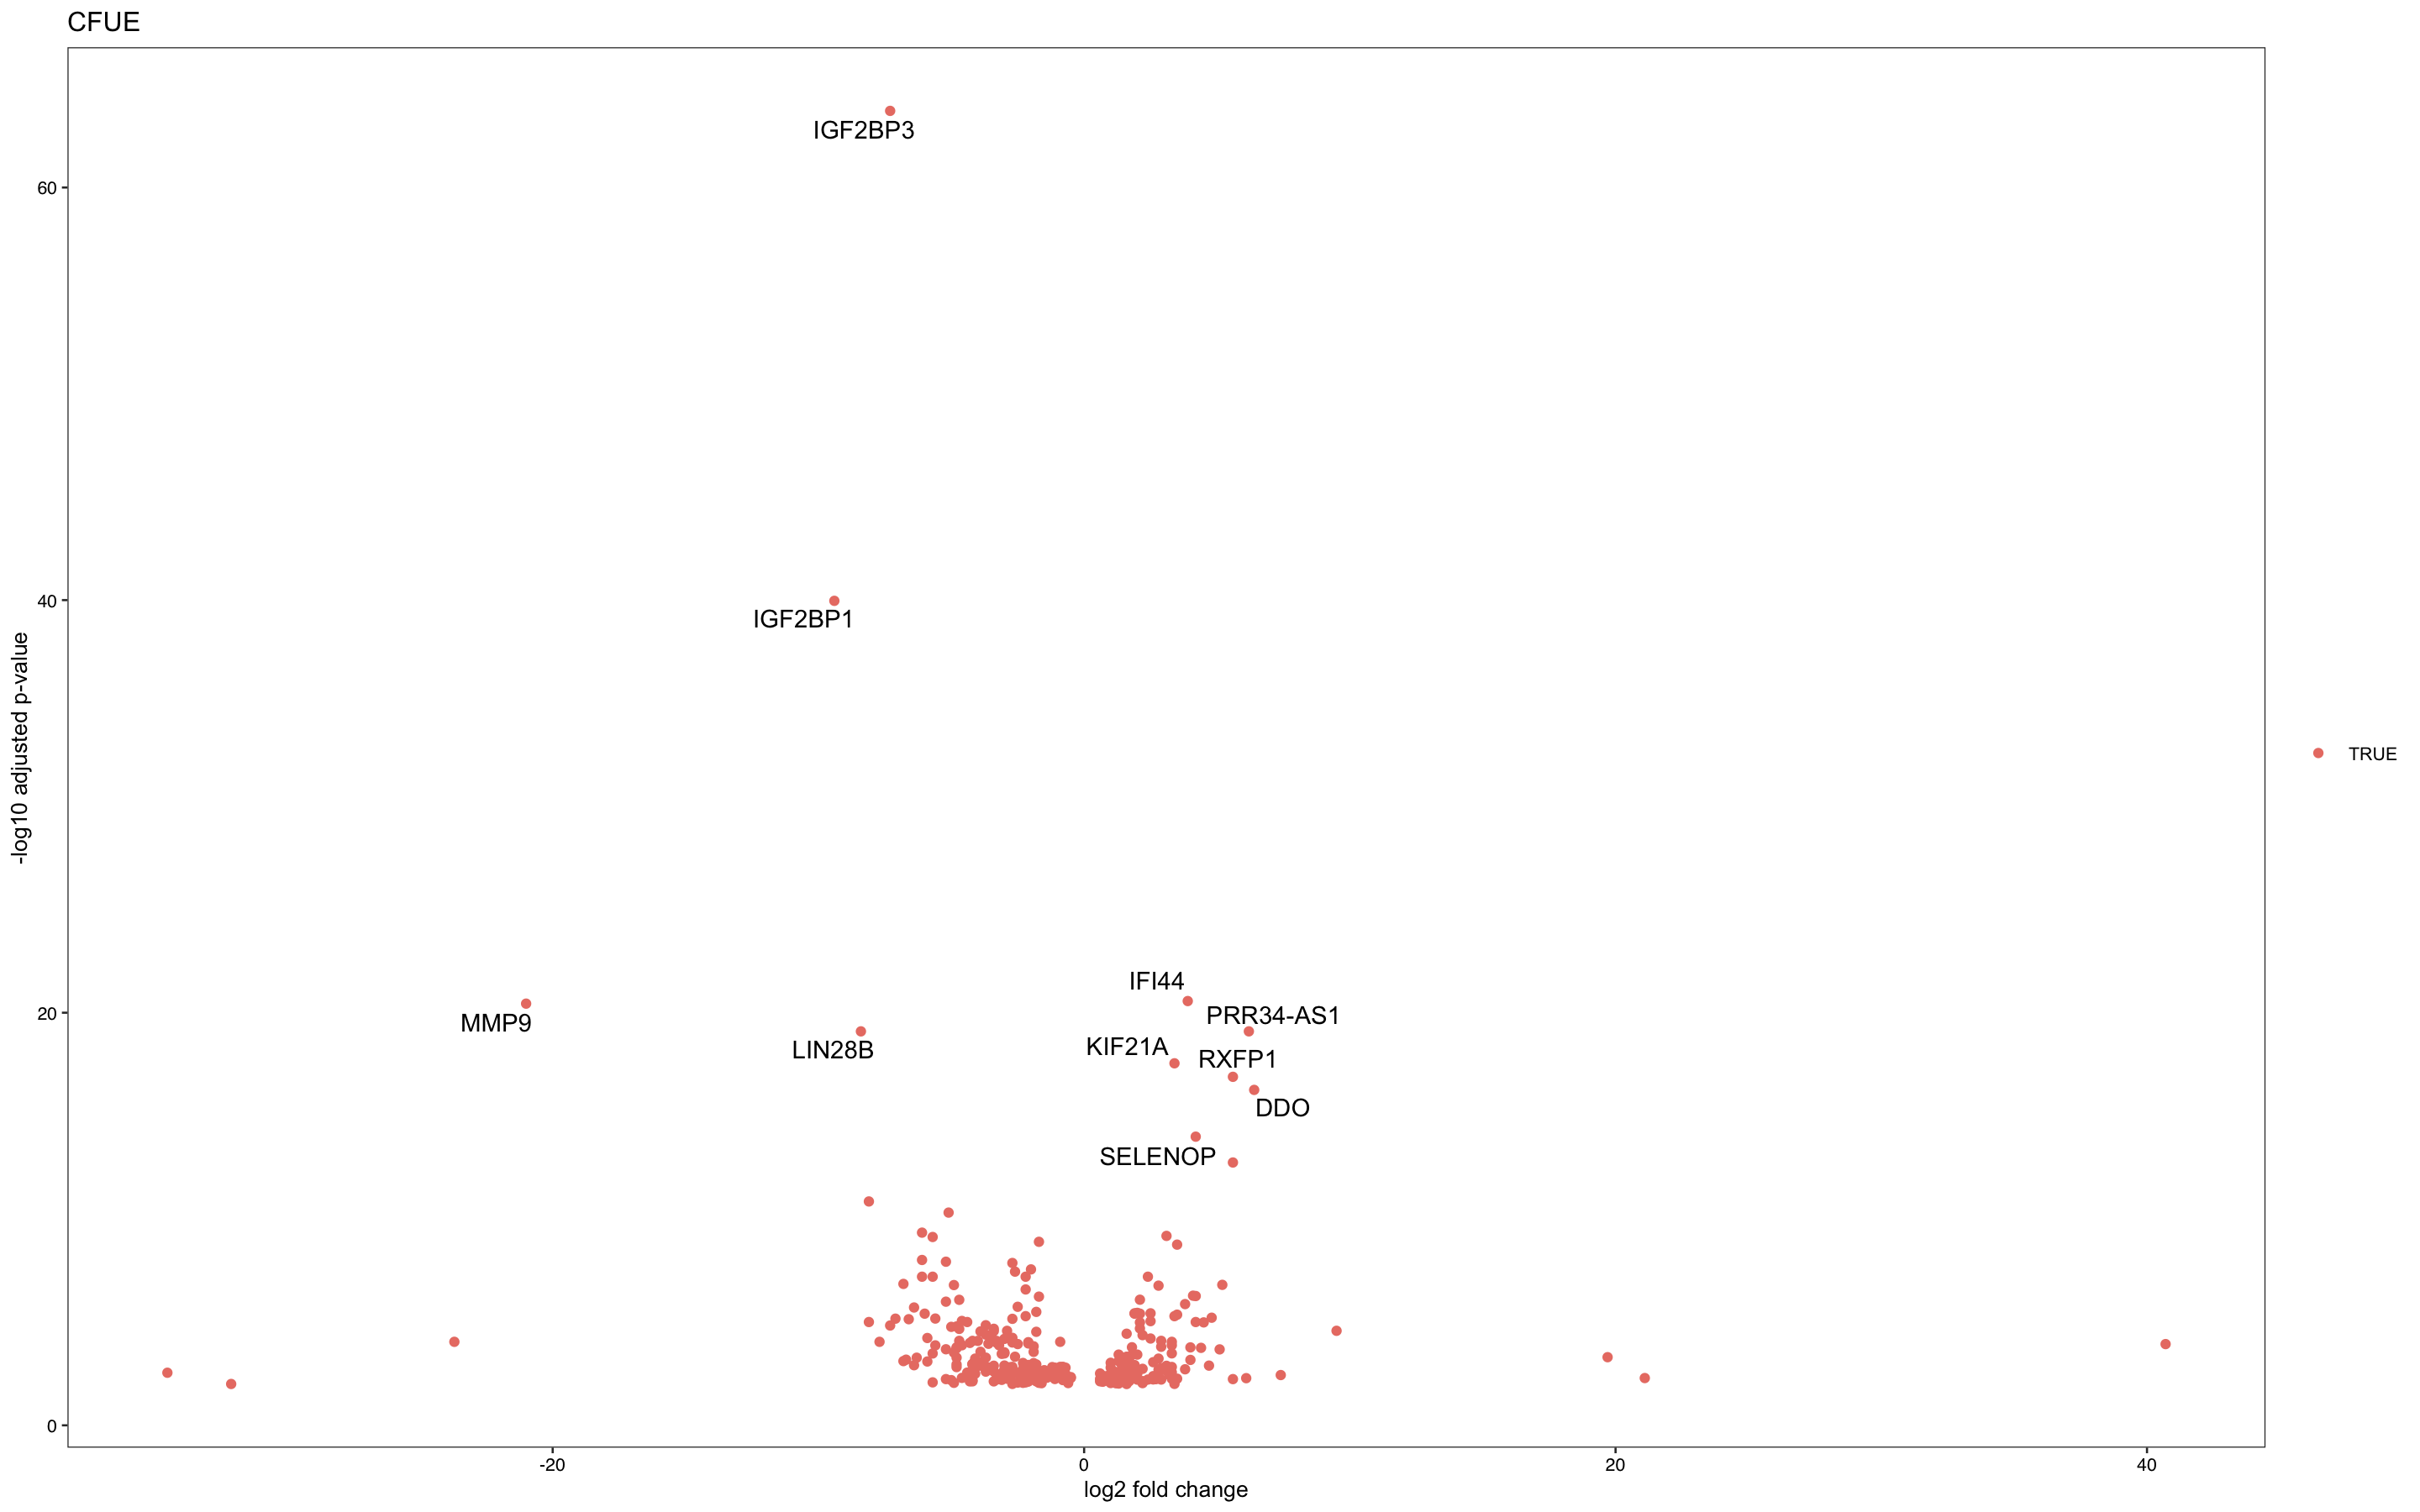 CFUE
IGF2BP3
60
40
IGF2BP1
-log10 adjusted p-value
TRUE
IFI44
20
MMP9
PRR34-AS1
LIN28B
KIF21A
RXFP1
DDO
SELENOP
0
-20
0
20
40
log2 fold change